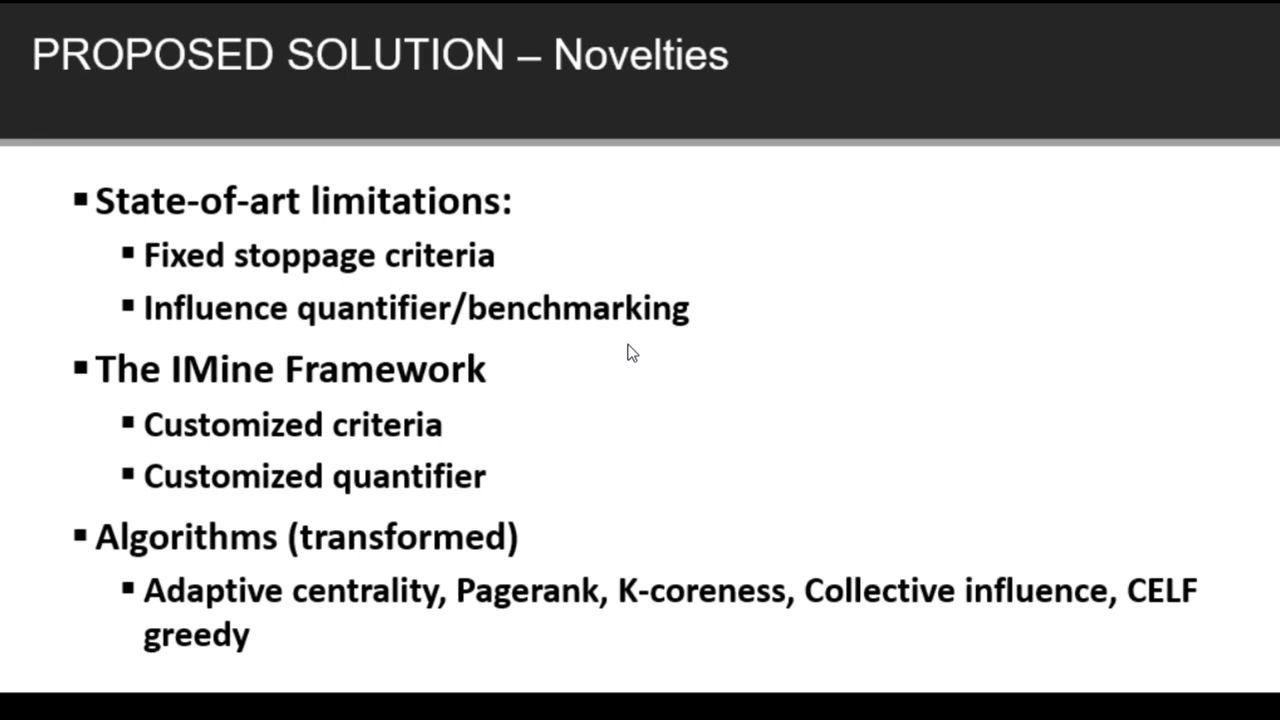 PROPOSED SOLUTION – Novelties
▪ State-of-art limitations:
▪ Fixed stoppage criteria
▪ Influence quantifier/benchmarking
▪ The IMine Framework
▪ Customized criteria
▪ Customized quantifier
▪ Algorithms (transformed)
▪ Adaptive centrality, Pagerank, K-coreness, Collective influence, CELF
greedy